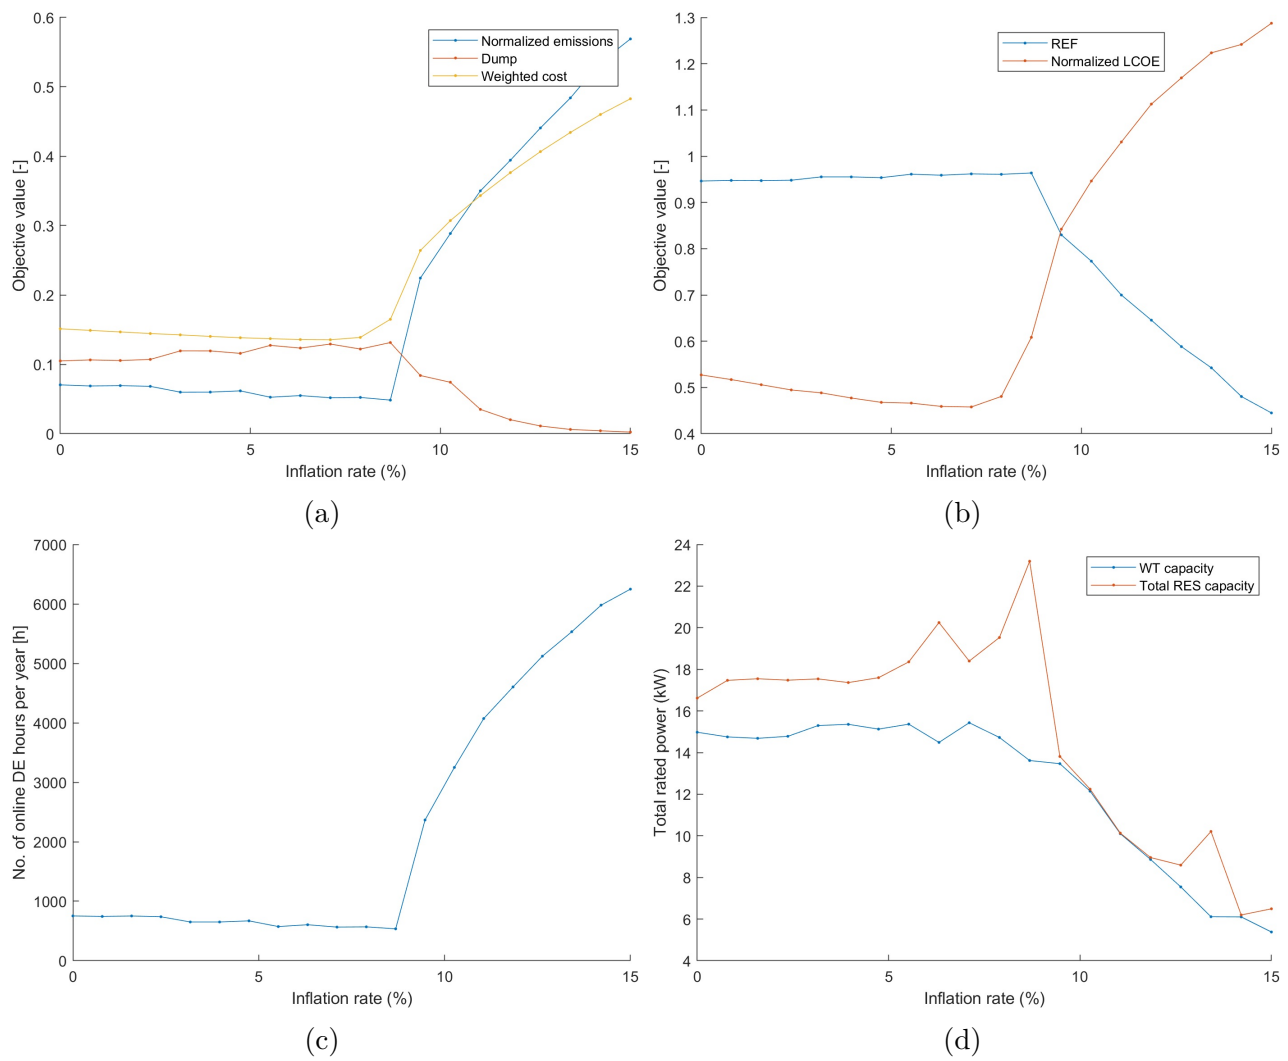 0.6
0.5
0.4
0.3
0.2
0.1
0
0 5 10 15
Objective value [-]
Inflation rate (%)
Normalized emissions
Dump
Weighted cost
(a)
1.3
1.2
1.1
1
0.9
0.8
0.7
0.6
0.5
0.4
0 5 10 15
Objective value [-]
Inflation rate (%)
REF
Normalized LCOE
(b)
7000
6000
5000
4000
3000
2000
1000
0
0 5 10 15
No. of online DE hours per year [h]
Inflation rate (%)
(c)
24
22
20
18
16
14
12
10
8
6
4
0 5 10 15
Total rated power (kW)
Inflation rate (%)
WT capacity
Total RES capacity
(d)